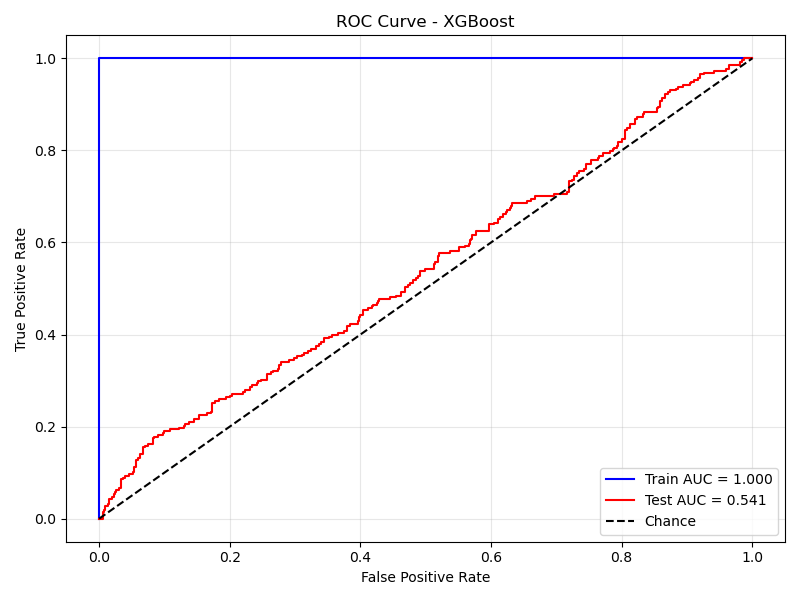 ROC Curve - XGBoost
True Positive Rate
1.0
0.8
0.6
0.4
0.2
0.0
Train AUC = 1.000
Test AUC = 0.541
Chance
0.0 0.2 0.4 0.6 0.8 1.0
False Positive Rate